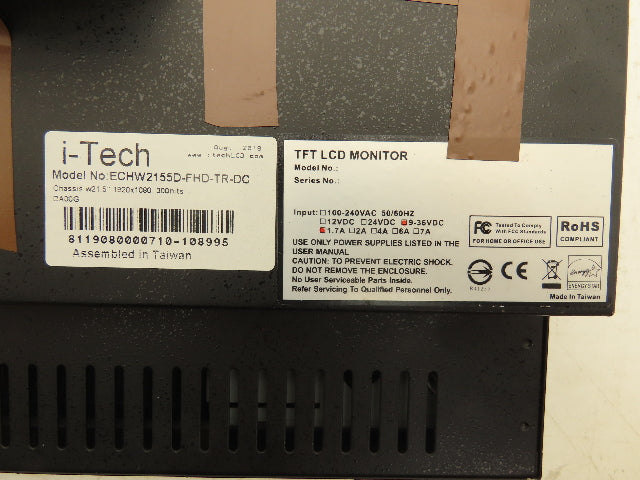 Aug, 2019
i-Tech www.iTechLCD.com
Model No:ECHW2155D-FHD-TR-DC
Chassis w21.5" 1920x1080 300nits
8119080000710-108995
Assembled in Taiwan
TFT LCD MONITOR
Model No.:
Series No.:
Input:□100-240VAC 50/60HZ
□12VDC □24VDC ■9-36VDC
■1.7A □2A □4A □6A □7A
USE ONLY POWER SUPPLIES LISTED IN THE
USER MANUAL
CAUTION: TO PREVENT ELECTRIC SHOCK.
DO NOT REMOVE THE ENCLOSURE.
No User Serviceable Parts Inside.
Refer Servicing To Qualified Personnel Only.
FC Tested To Comply
With FCC Standards
FOR HOME OR OFFICE USE
RoHS
COMPLIANT
CE
energy
ENERGY STAR
Made In Taiwan